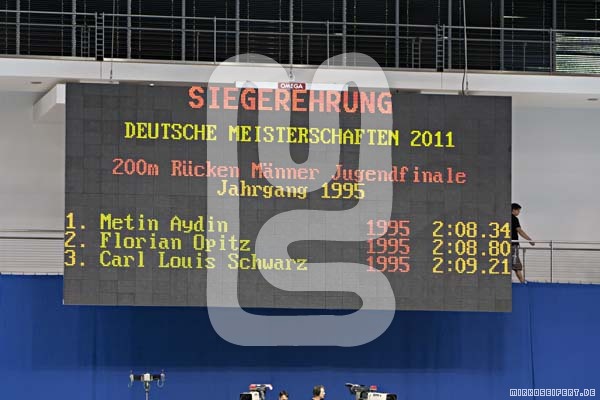 OMEGA
SIEGEREHRUNG
DEUTSCHE MEISTERSCHAFTEN 2011
200m Rücken Männer Jugendfinale
Jahrgang 1995
1. Metin Aydin 1995 2:08.34
2. Florian Opitz 1995 2:08.80
3. Carl Louis Schwarz 1995 2:09.21
MIRKOSEIFERT.DE